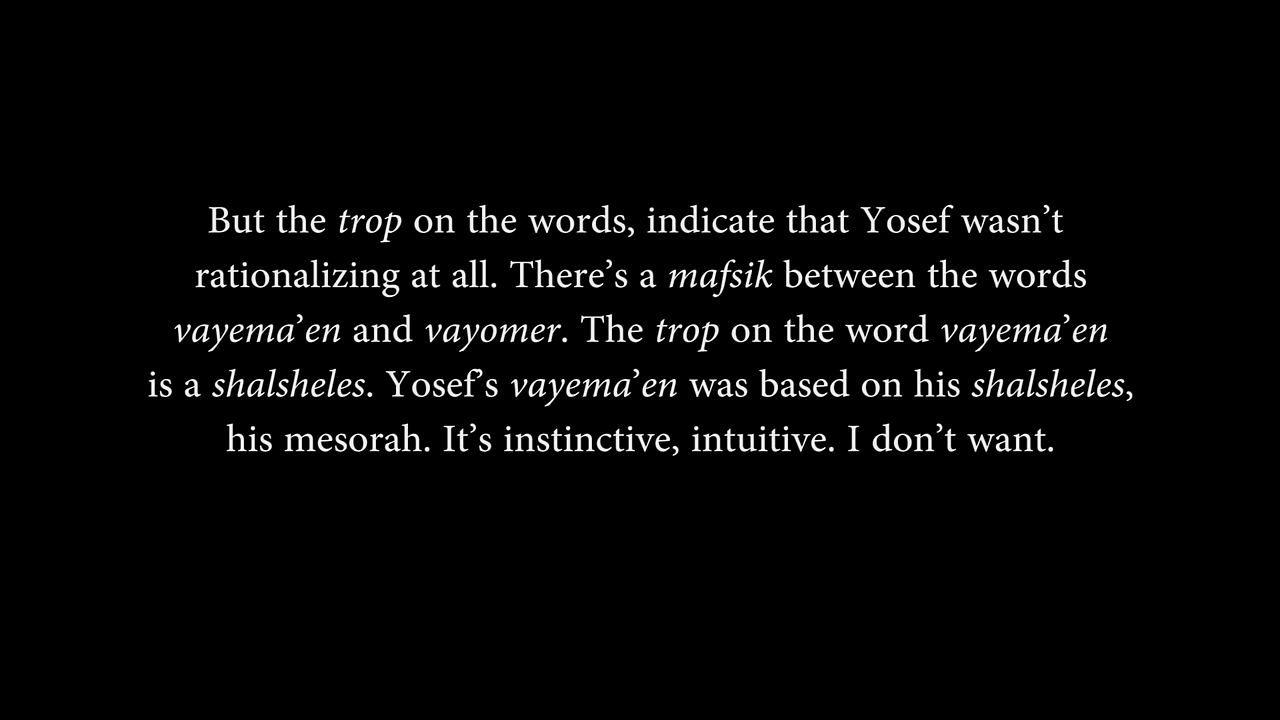 But the trop on the words, indicate that Yosef wasn’t
rationalizing at all. There’s a mafsik between the words
vayema’en and vayomer. The trop on the word vayema’en
is a shalsheles. Yosef’s vayema’en was based on his shalsheles,
his mesorah. It’s instinctive, intuitive. I don’t want.